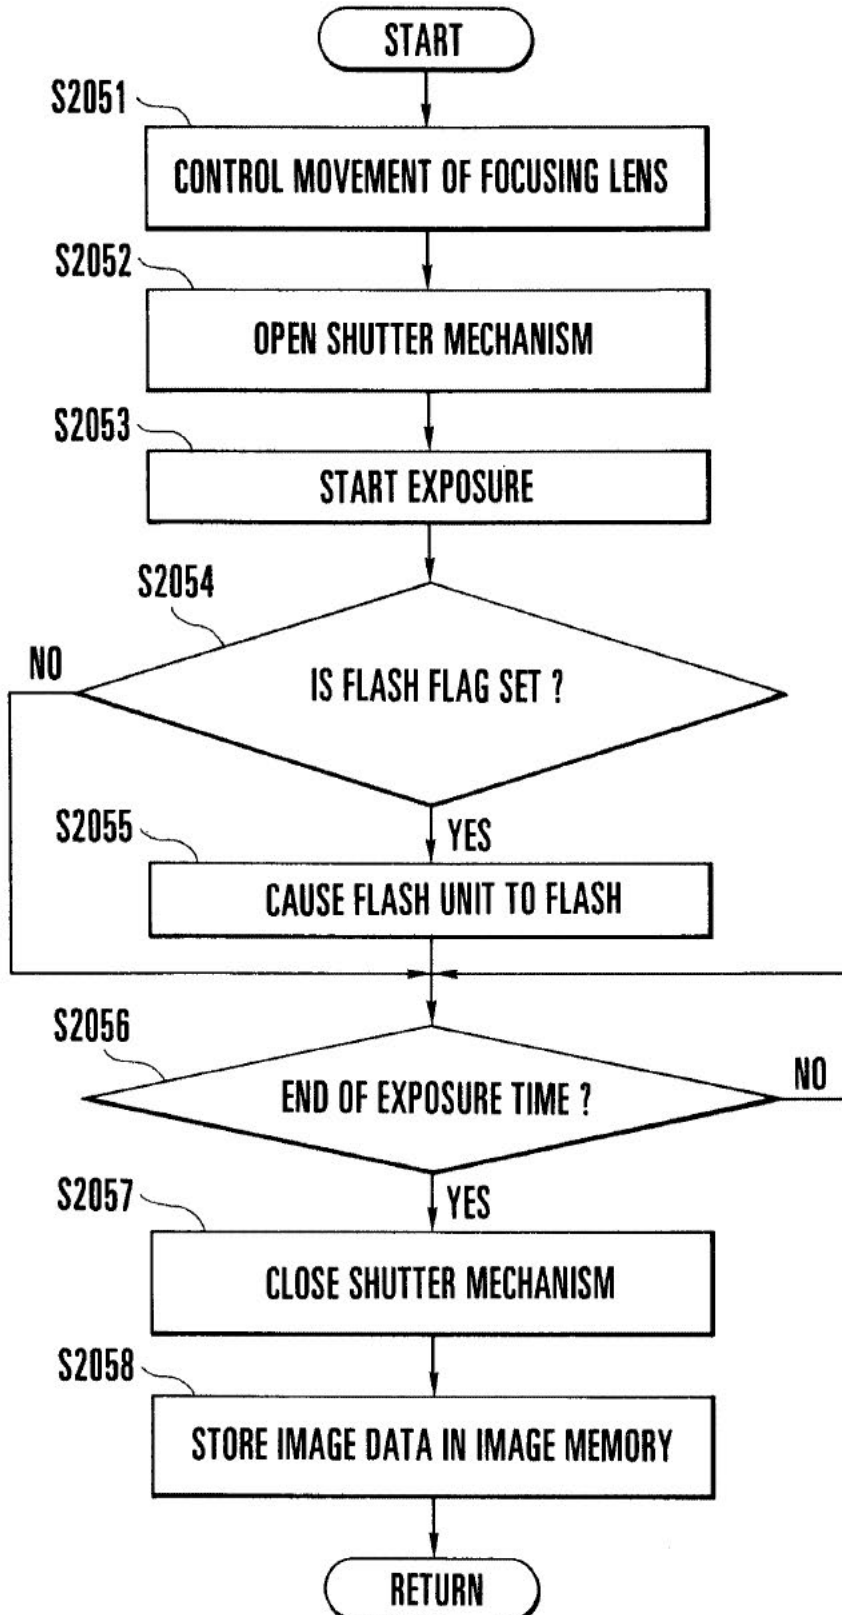 START
S2051
CONTROL MOVEMENT OF FOCUSING LENS
S2052
OPEN SHUTTER MECHANISM
S2053
START EXPOSURE
S2054
NO
IS FLASH FLAG SET ?
YES
S2055
CAUSE FLASH UNIT TO FLASH
S2056
END OF EXPOSURE TIME ?
NO
YES
S2057
CLOSE SHUTTER MECHANISM
S2058
STORE IMAGE DATA IN IMAGE MEMORY
RETURN